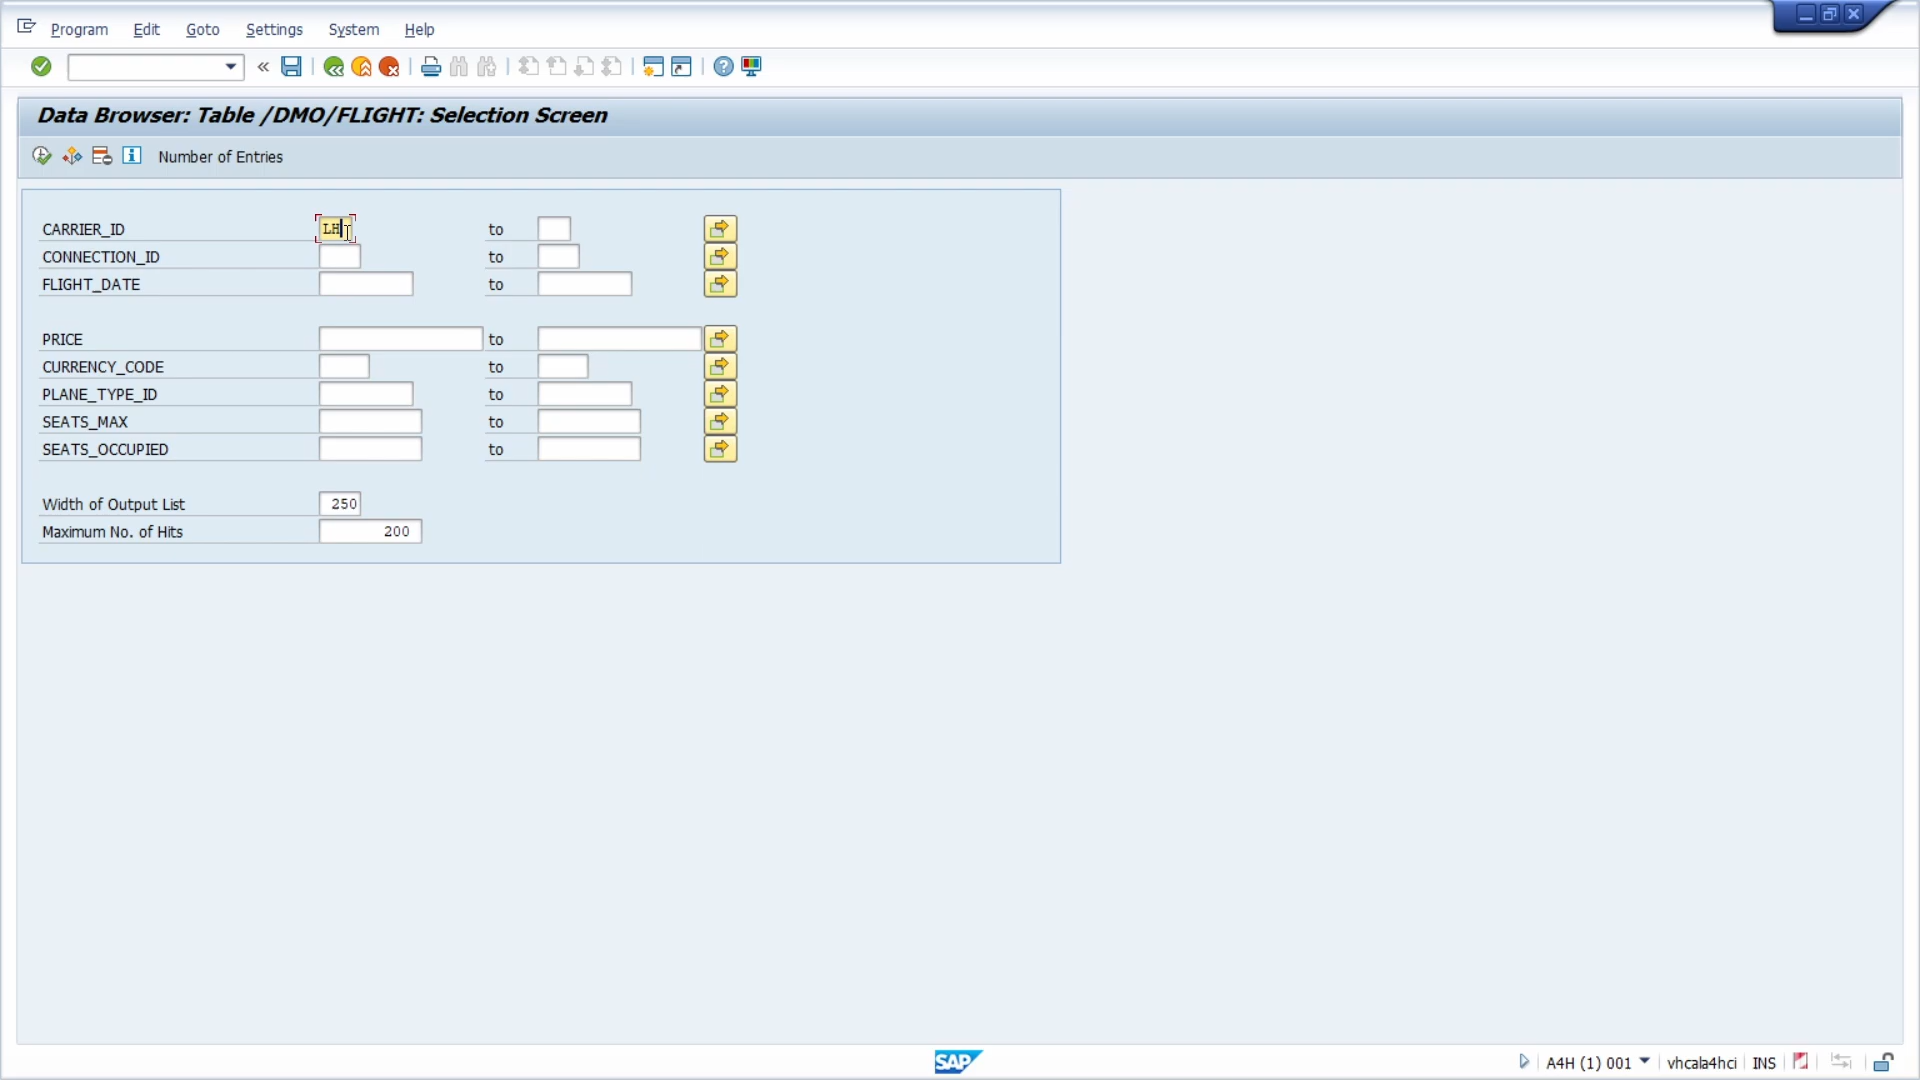 Program Edit Goto Settings System Help
Data Browser: Table /DMO/FLIGHT: Selection Screen
Number of Entries
CARRIER_ID LH to
CONNECTION_ID to
FLIGHT_DATE to
PRICE to
CURRENCY_CODE to
PLANE_TYPE_ID to
SEATS_MAX to
SEATS_OCCUPIED to
Width of Output List 250
Maximum No. of Hits 200
SAP A4H (1) 001 vhcala4hci INS